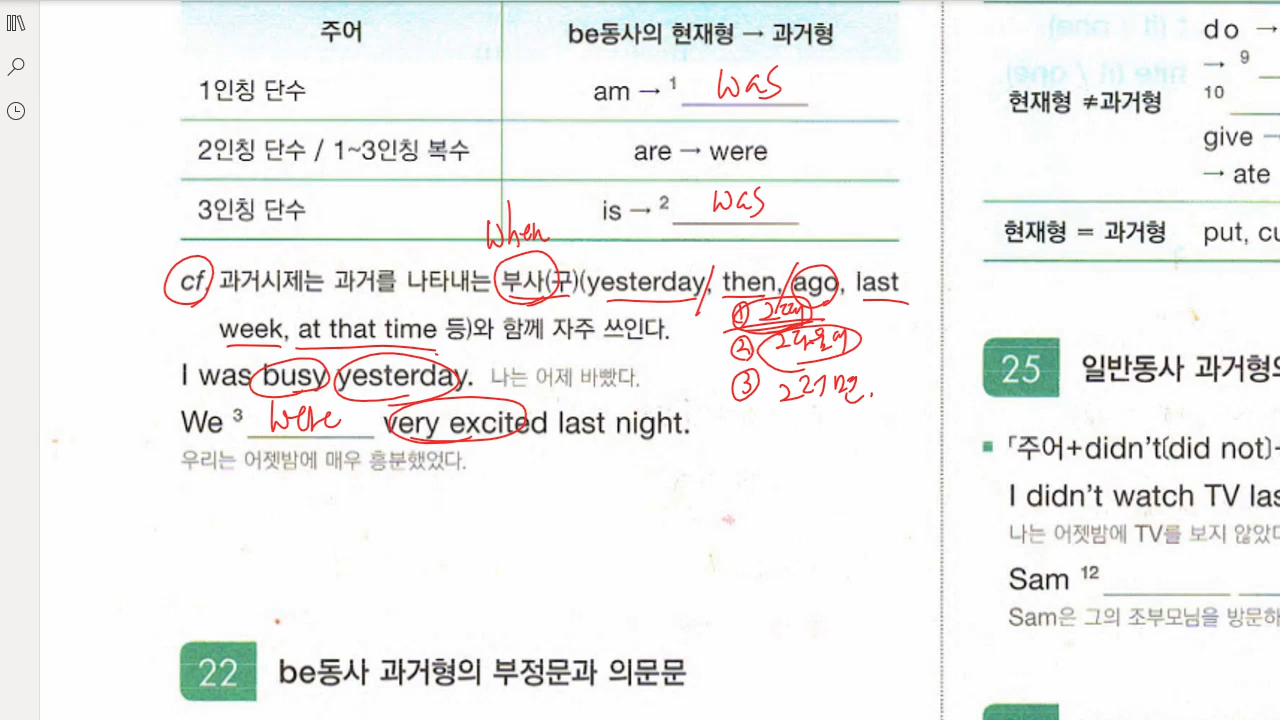 주어 be동사의 현재형 → 과거형
1인칭 단수 am → 1 was
2인칭 단수 / 1~3인칭 복수 are → were
3인칭 단수 is → 2 was
when
cf. 과거시제는 과거를 나타내는 부사(구)(yesterday, then, ago, last
week, at that time 등)와 함께 자주 쓰인다.
① 그때
② 그 다음에
③ 그러면.
I was busy yesterday. 나는 어제 바빴다.
We 3 were very excited last night.
우리는 어젯밤에 매우 흥분했었다.
22 be동사 과거형의 부정문과 의문문
do →
→ 9
현재형 ≠과거형
10
give →
→ ate
현재형 = 과거형 put, cu
25 일반동사 과거형의
「주어+didn't(did not)+
I didn't watch TV las
나는 어젯밤에 TV를 보지 않았다
Sam 12
Sam은 그의 조부모님을 방문하